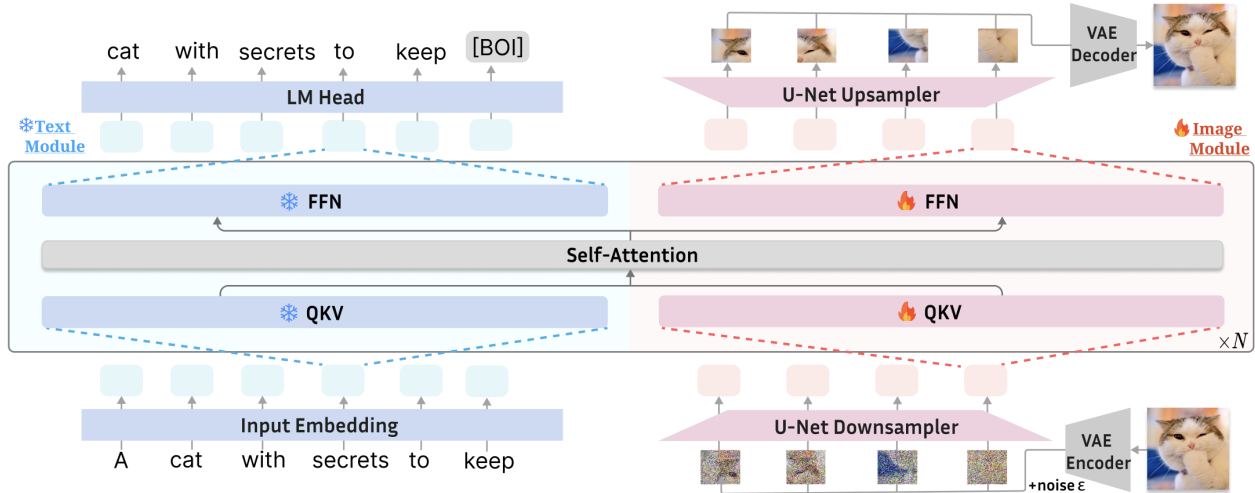 cat with secrets to keep [BOI]
LM Head
Text
Module
VAE
Decoder
U-Net Upsampler
Image
Module
FFN
FFN
Self-Attention
QKV
QKV
×N
Input Embedding
A cat with secrets to keep
U-Net Downsampler
VAE
Encoder
+noise ε